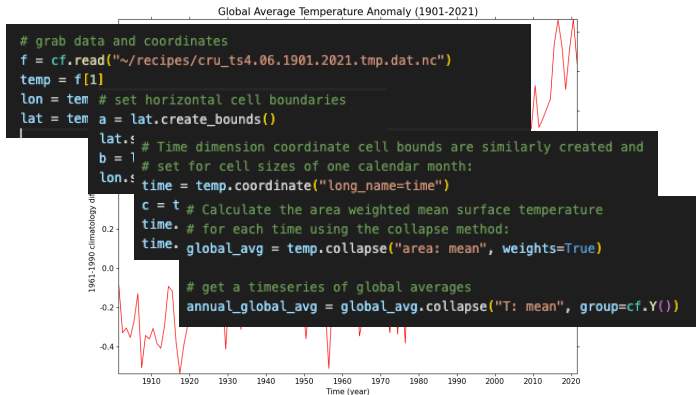 Global Average Temperature Anomaly (1901-2021)
# grab data and coordinates
f = cf.read("~/recipes/cru_ts4.06.1901.2021.tmp.dat.nc")
temp = f[1]
lon = tem
lat = tem
# set horizontal cell boundaries
a = lat.create_bounds()
lat.s
b = l
lon.s
# Time dimension coordinate cell bounds are similarly created and
# set for cell sizes of one calendar month:
time = temp.coordinate("long_name=time")
c = t
time.
time.
# Calculate the area weighted mean surface temperature
# for each time using the collapse method:
global_avg = temp.collapse("area: mean", weights=True)
# get a timeseries of global averages
annual_global_avg = global_avg.collapse("T: mean", group=cf.Y())
1961-1990 climatology
0.2
0.0
-0.2
-0.4
1910 1920 1930 1940 1950 1960 1970 1980 1990 2000 2010 2020
Time (year)